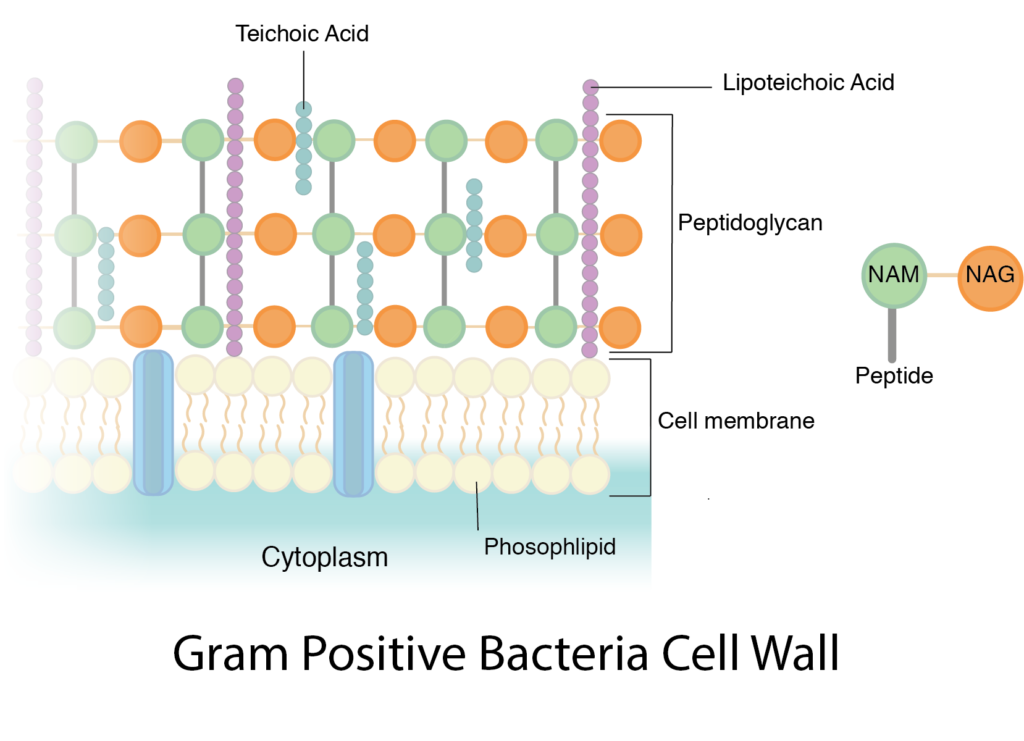 Teichoic Acid
Lipoteichoic Acid
Peptidoglycan
NAM
NAG
Peptide
Cell membrane
Phosophlipid
Cytoplasm
Gram Positive Bacteria Cell Wall